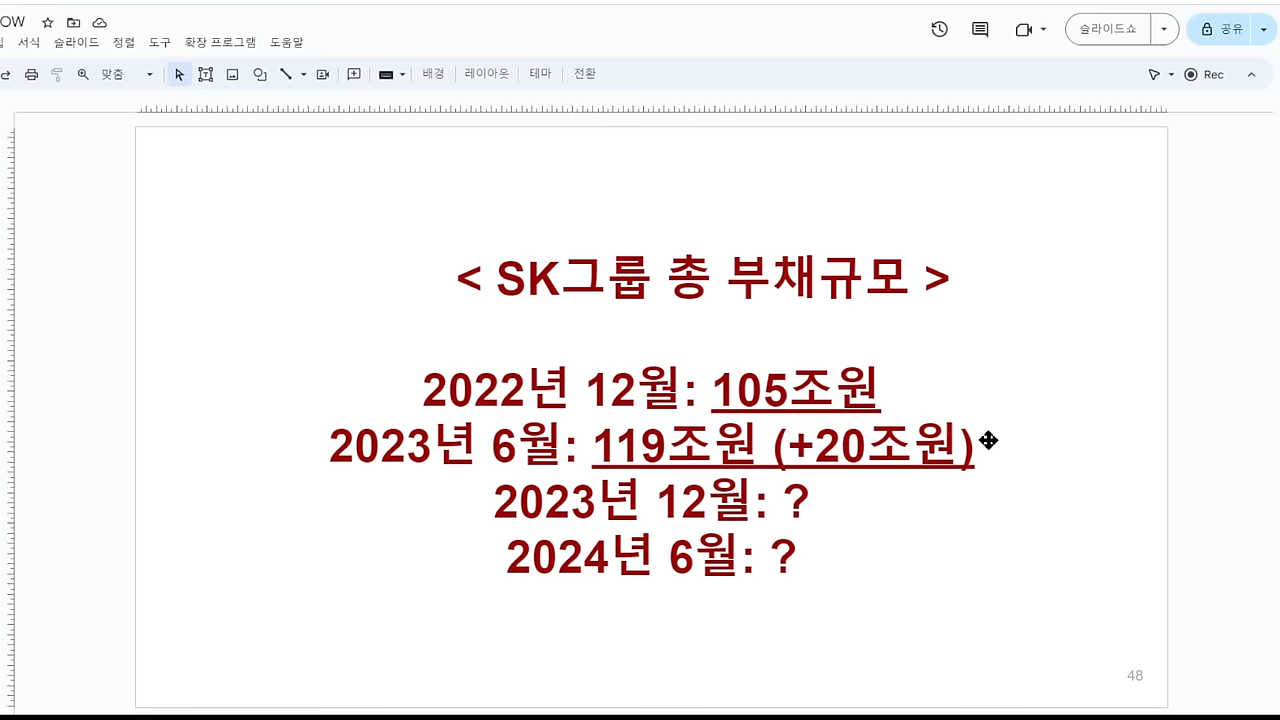 OW
서식 슬라이드 정렬 도구 확장 프로그램 도움말
슬라이드쇼
공유
맞춤
배경 레이아웃 테마 전환
Rec
< SK그룹 총 부채규모 >
2022년 12월: 105조원
2023년 6월: 119조원 (+20조원)
2023년 12월: ?
2024년 6월: ?
48